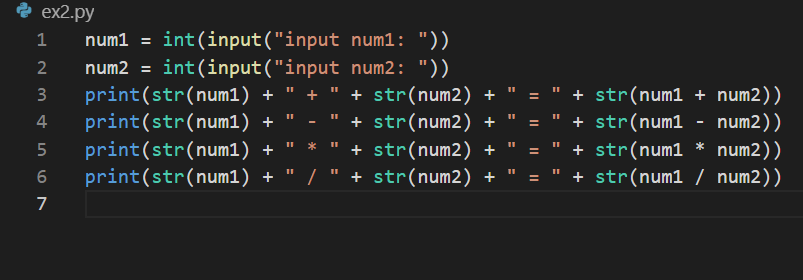 ex2.py
1 num1 = int(input("input num1: "))
2 num2 = int(input("input num2: "))
3 print(str(num1) + " + " + str(num2) + " = " + str(num1 + num2))
4 print(str(num1) + " - " + str(num2) + " = " + str(num1 - num2))
5 print(str(num1) + " * " + str(num2) + " = " + str(num1 * num2))
6 print(str(num1) + " / " + str(num2) + " = " + str(num1 / num2))
7